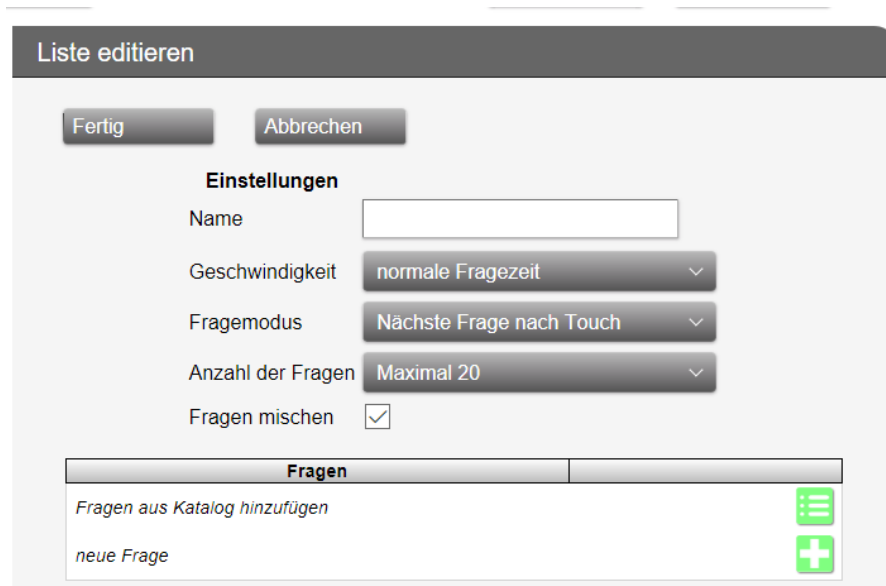 Liste editieren
Fertig Abbrechen
Einstellungen
Name
Geschwindigkeit normale Fragezeit
Fragemodus Nächste Frage nach Touch
Anzahl der Fragen Maximal 20
Fragen mischen
Fragen
Fragen aus Katalog hinzufügen
neue Frage